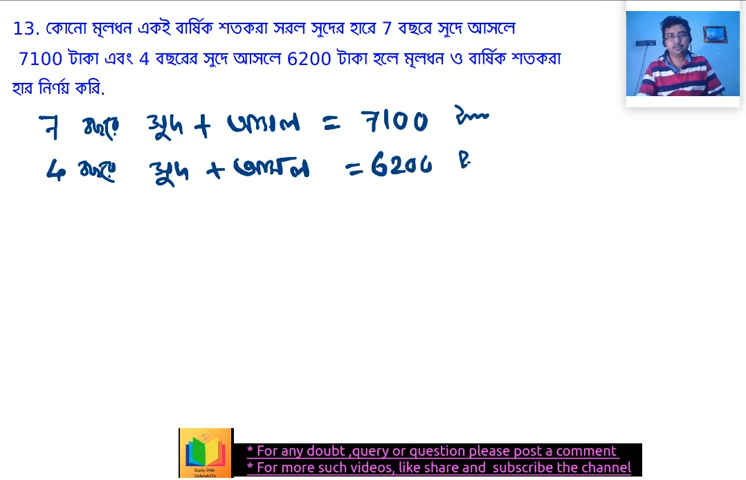 13. কোনো মূলধন একই বার্ষিক শতকরা সরল সুদের হারে 7 বছরে সুদে আসলে
7100 টাকা এবং 4 বছরের সুদে আসলে 6200 টাকা হলে মূলধন ও বার্ষিক শতকরা
হার নির্ণয় করি.
7 বছরে সুদ + আসল = 7100
4 বছরে সুদ + আসল = 6200
* For any doubt ,query or question please post a comment
* For more such videos, like share and subscribe the channel